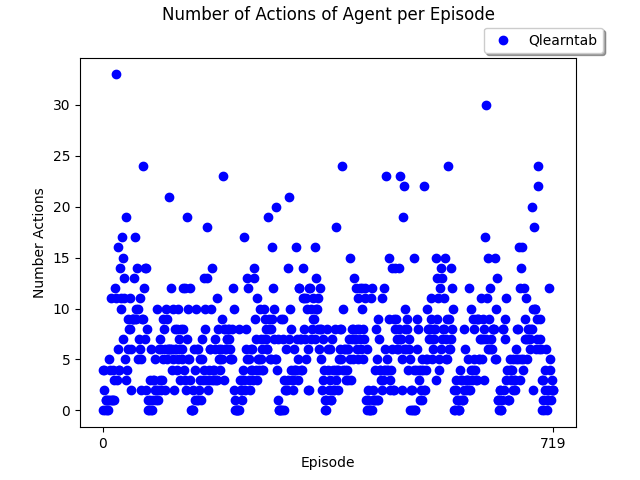 Number of Actions of Agent per Episode
Qlearntab
30
25
20
15
10
5
0
Number Actions
0
719
Episode